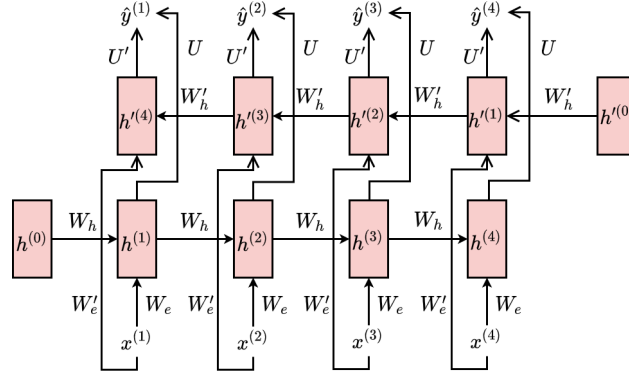 ŷ⁽¹⁾ ŷ⁽²⁾ ŷ⁽³⁾ ŷ⁽⁴⁾
U′ U U′ U U′ U U′ U
h′⁽⁴⁾ W′ₕ h′⁽³⁾ W′ₕ h′⁽²⁾ W′ₕ h′⁽¹⁾ W′ₕ h′⁽⁰
h⁽⁰⁾ Wₕ h⁽¹⁾ Wₕ h⁽²⁾ Wₕ h⁽³⁾ Wₕ h⁽⁴⁾
W′ₑ Wₑ W′ₑ Wₑ W′ₑ Wₑ W′ₑ Wₑ
x⁽¹⁾ x⁽²⁾ x⁽³⁾ x⁽⁴⁾